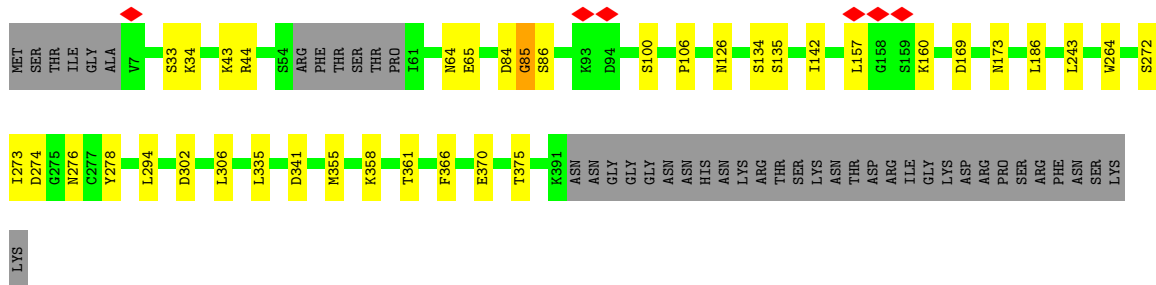 MET SER THR ILE GLY ALA V7 S33 K34 K43 R44 S54 ARG PHE THR SER THR PRO I61 N64 E65 D84 G85 S86 K93 D94 S100 P106 N126 S134 S135 I142 L157 G158 S159 K160 D169 N173 L186 L243 W264 S272
I273 D274 G275 N276 C277 Y278 L294 D302 L306 L335 D341 M355 K358 T361 F366 E370 T375 K391 ASN ASN GLY GLY GLY ASN ASN HIS ASN LYS ARG THR SER LYS ASN THR ASP ARG ILE GLY LYS ASP ARG PRO SER ARG PHE ASN SER LYS
LYS